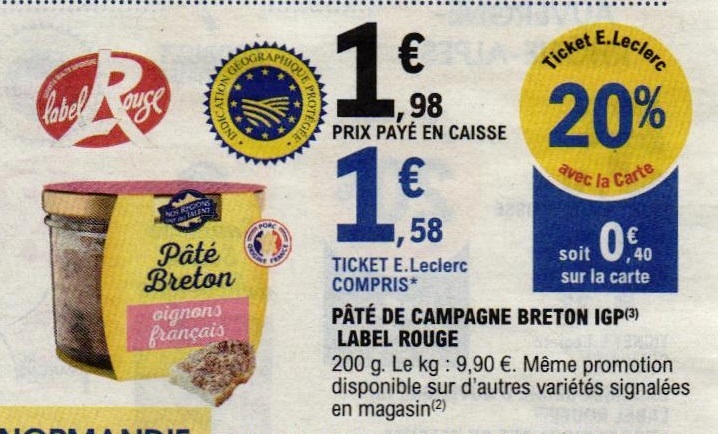 label Rouge
INDICATION GÉOGRAPHIQUE PROTÉGÉE
1€,98
PRIX PAYÉ EN CAISSE
1€,58
TICKET E.Leclerc
COMPRIS*
Ticket E.Leclerc
20%
avec la Carte
soit 0€,40
sur la carte
NOS RÉGIONS
ONT DU TALENT
PORC
ORIGINE FRANCE
Pâté
Breton
oignons
français
PÂTÉ DE CAMPAGNE BRETON IGP(3)
LABEL ROUGE
200 g. Le kg : 9,90 €. Même promotion
disponible sur d'autres variétés signalées
en magasin(2)
NORMANDIE